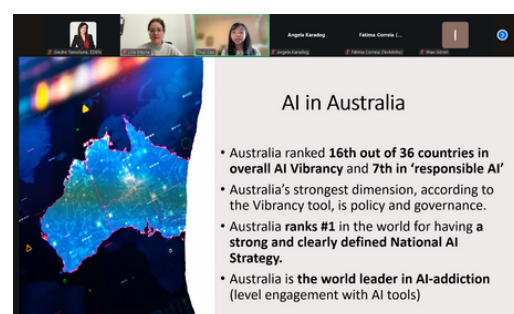 Angela Karadog
Fátima Correia (...
I
Angela Karadog
AI in Australia
• Australia ranked 16th out of 36 countries in
overall AI Vibrancy and 7th in ‘responsible AI’
• Australia’s strongest dimension, according to
the Vibrancy tool, is policy and governance.
• Australia ranks #1 in the world for having a
strong and clearly defined National AI
Strategy.
• Australia is the world leader in AI-addiction
(level engagement with AI tools)